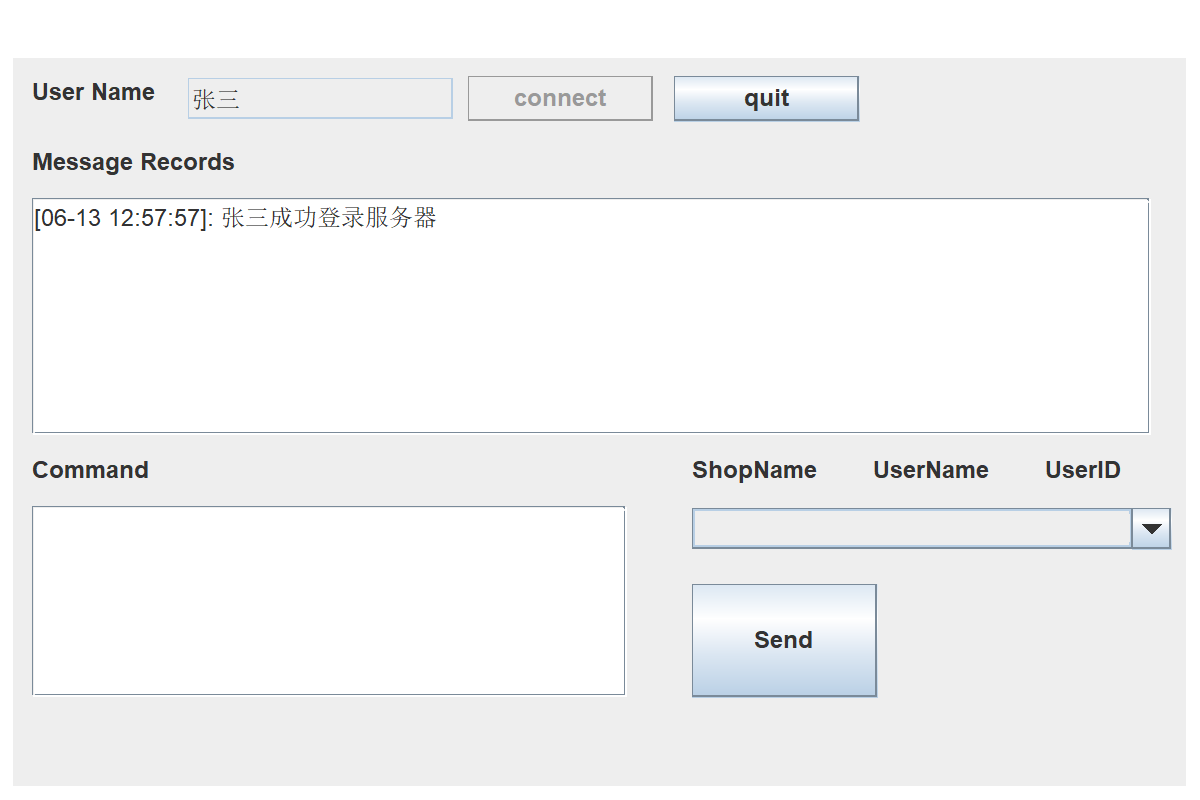 User Name 张三 connect quit
Message Records
[06-13 12:57:57]: 张三成功登录服务器
Command ShopName UserName UserID
Send